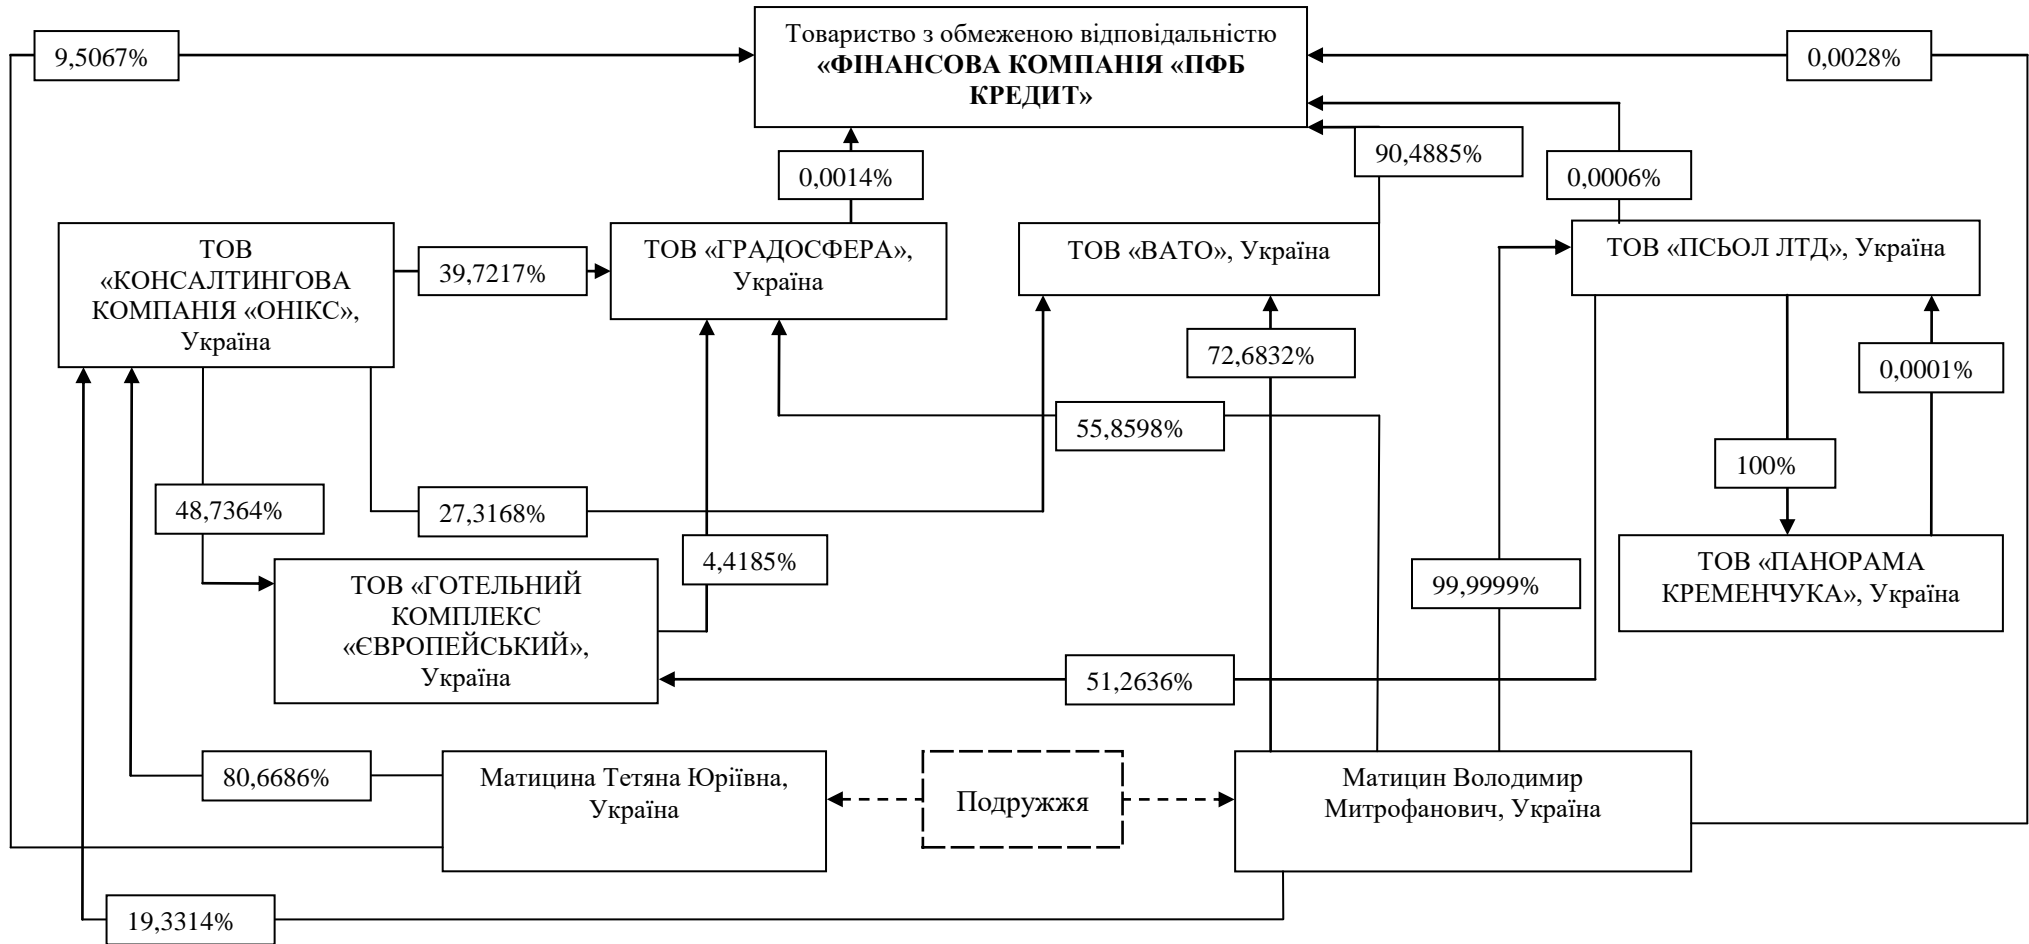 Товариство з обмеженою відповідальністю
«ФІНАНСОВА КОМПАНІЯ «ПФБ
КРЕДИТ»
9,5067%
0,0028%
90,4885%
0,0014%
0,0006%
ТОВ
«КОНСАЛТИНГОВА
КОМПАНІЯ «ОНІКС»,
Україна
39,7217%
ТОВ «ГРАДОСФЕРА»,
Україна
ТОВ «ВАТО», Україна
ТОВ «ПСЬОЛ ЛТД», Україна
72,6832%
0,0001%
55,8598%
100%
48,7364%
27,3168%
4,4185%
99,9999%
ТОВ «ГОТЕЛЬНИЙ
КОМПЛЕКС
«ЄВРОПЕЙСЬКИЙ»,
Україна
ТОВ «ПАНОРАМА
КРЕМЕНЧУКА», Україна
51,2636%
80,6686%
Матицина Тетяна Юріївна,
Україна
Подружжя
Матицин Володимир
Митрофанович, Україна
19,3314%